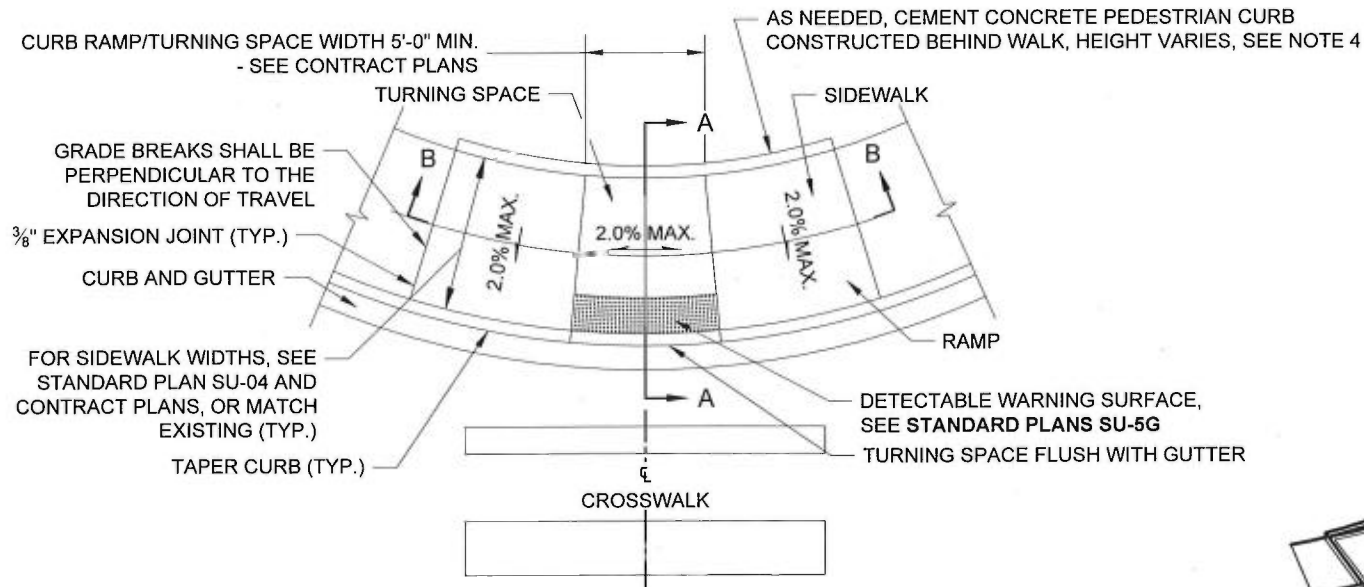 CURB RAMP/TURNING SPACE WIDTH 5'-0" MIN.
- SEE CONTRACT PLANS
AS NEEDED, CEMENT CONCRETE PEDESTRIAN CURB
CONSTRUCTED BEHIND WALK, HEIGHT VARIES, SEE NOTE 4
TURNING SPACE
SIDEWALK
A
GRADE BREAKS SHALL BE
PERPENDICULAR TO THE
DIRECTION OF TRAVEL
B
B
2.0% MAX.
2.0% MAX.
2.0% MAX.
3/8" EXPANSION JOINT (TYP.)
CURB AND GUTTER
RAMP
FOR SIDEWALK WIDTHS, SEE
STANDARD PLAN SU-04 AND
CONTRACT PLANS, OR MATCH
EXISTING (TYP.)
A
DETECTABLE WARNING SURFACE,
SEE STANDARD PLANS SU-5G
TAPER CURB (TYP.)
TURNING SPACE FLUSH WITH GUTTER
℄
CROSSWALK